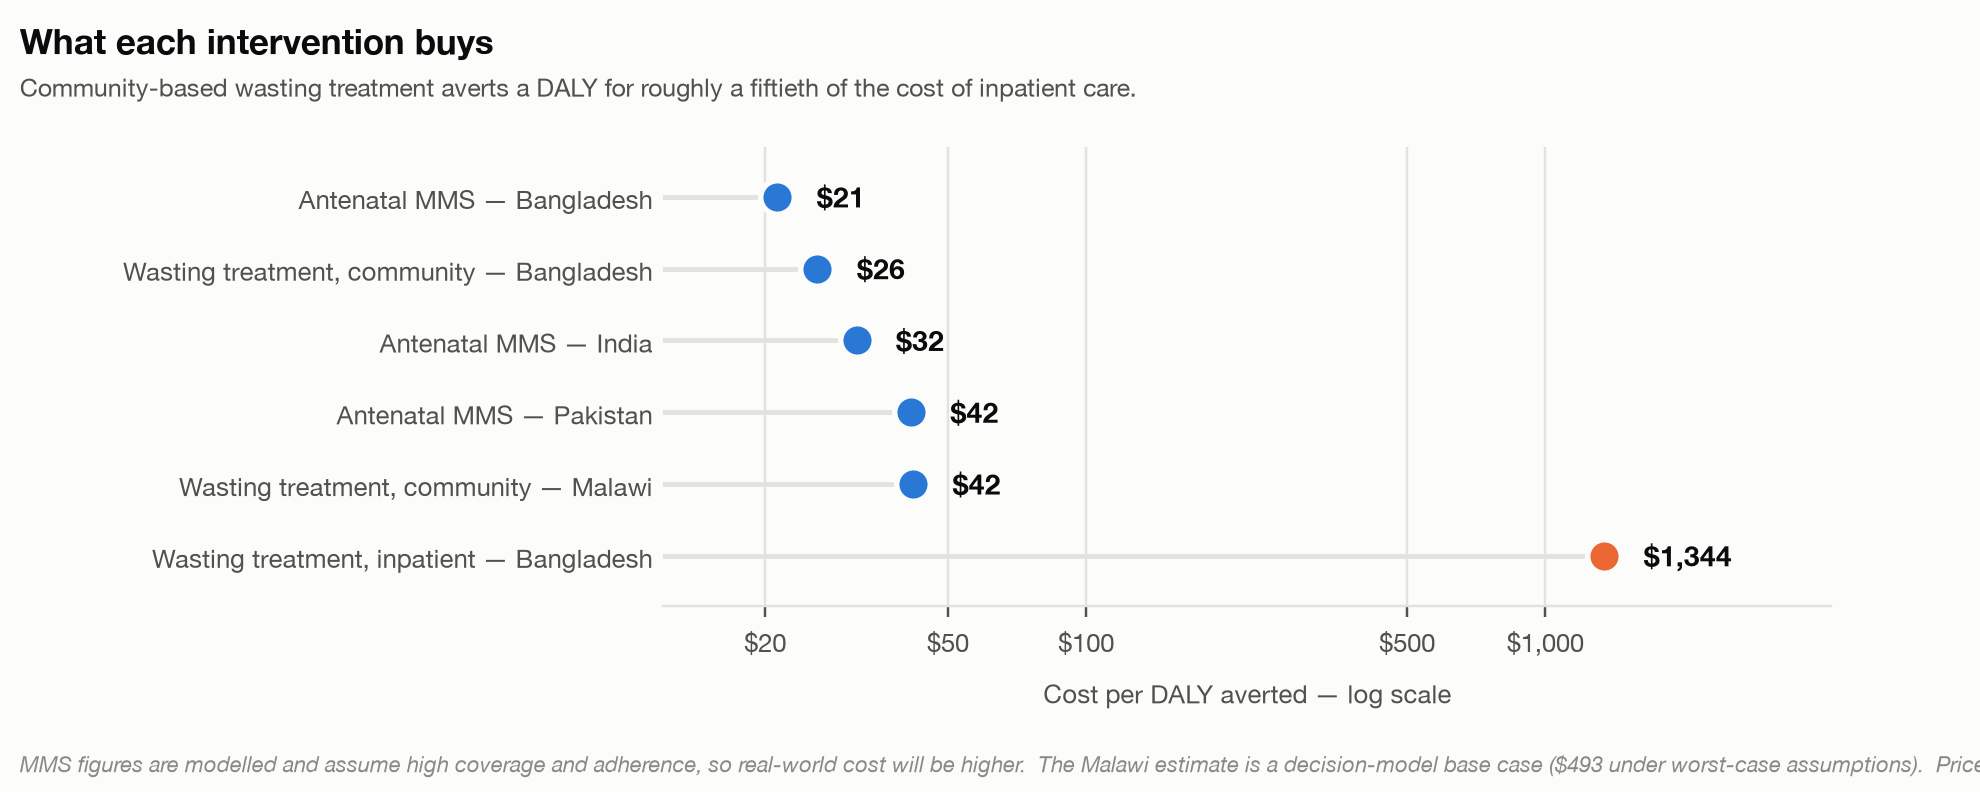 What each intervention buys
Community-based wasting treatment averts a DALY for roughly a fiftieth of the cost of inpatient care.
Antenatal MMS — Bangladesh $21
Wasting treatment, community — Bangladesh $26
Antenatal MMS — India $32
Antenatal MMS — Pakistan $42
Wasting treatment, community — Malawi $42
Wasting treatment, inpatient — Bangladesh $1,344
$20 $50 $100 $500 $1,000
Cost per DALY averted — log scale
MMS figures are modelled and assume high coverage and adherence, so real-world cost will be higher. The Malawi estimate is a decision-model base case ($493 under worst-case assumptions).